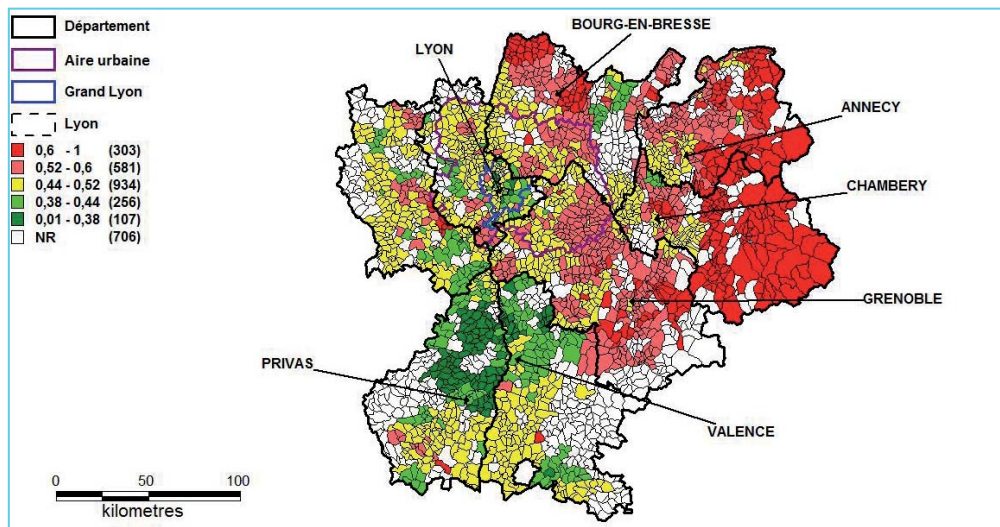 Département
Aire urbaine
Grand Lyon
Lyon
0,6 - 1 (303)
0,52 - 0,6 (581)
0,44 - 0,52 (934)
0,38 - 0,44 (256)
0,01 - 0,38 (107)
NR (706)
BOURG-EN-BRESSE
LYON
ANNECY
CHAMBERY
GRENOBLE
PRIVAS
VALENCE
0 50 100
kilometres